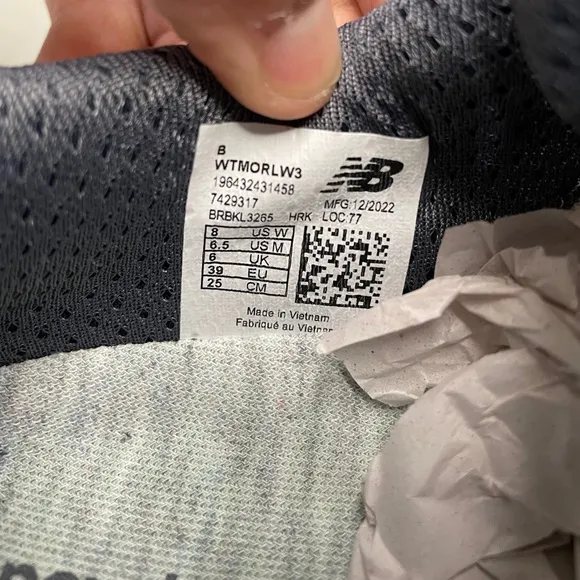 B
WTMORLW3
196432431458
7429317 MFG:12/2022
BRBKL3265 HRK LOC:77
8 US W
6.5 US M
6 UK
39 EU
25 CM
NB
Made in Vietnam
Fabriqué au